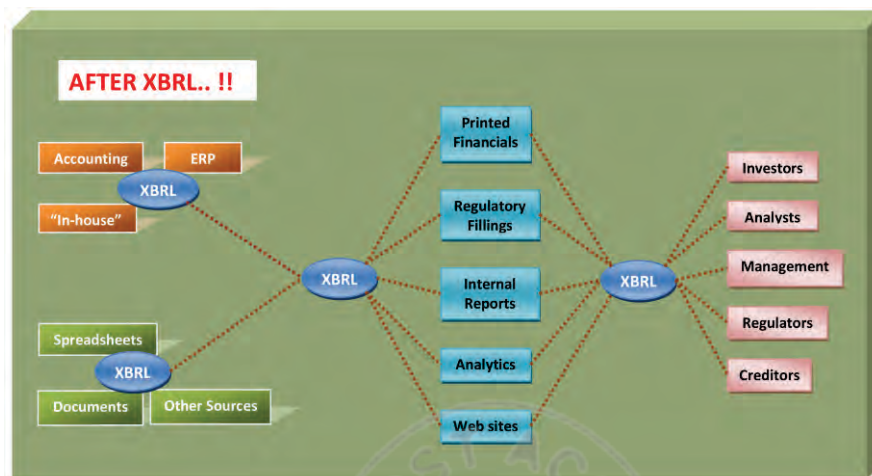 AFTER XBRL.. !!
Accounting
ERP
XBRL
“In-house”
Spreadsheets
XBRL
Documents
Other Sources
XBRL
Printed
Financials
Regulatory
Fillings
Internal
Reports
Analytics
Web sites
XBRL
Investors
Analysts
Management
Regulators
Creditors
STAC